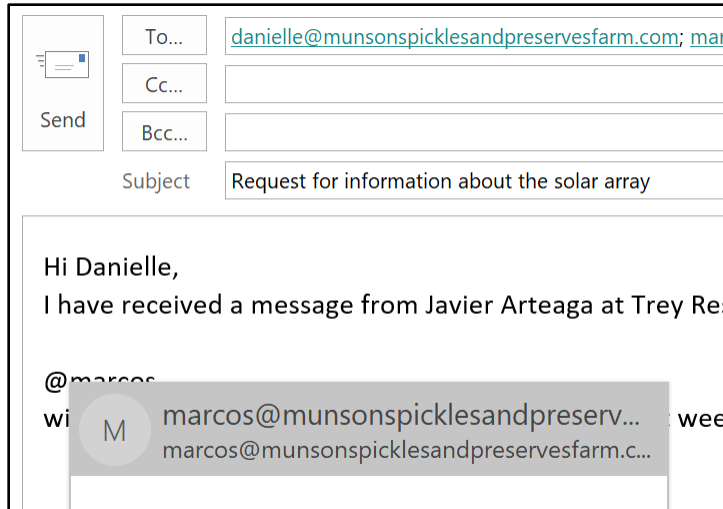 To...
danielle@munsonspicklesandpreservesfarm.com; mar
Cc...
Send
Bcc...
Subject
Request for information about the solar array
Hi Danielle,
I have received a message from Javier Arteaga at Trey Re
@marcos
wi
wee
M
marcos@munsonspicklesandpreserv...
marcos@munsonspicklesandpreservesfarm.c...